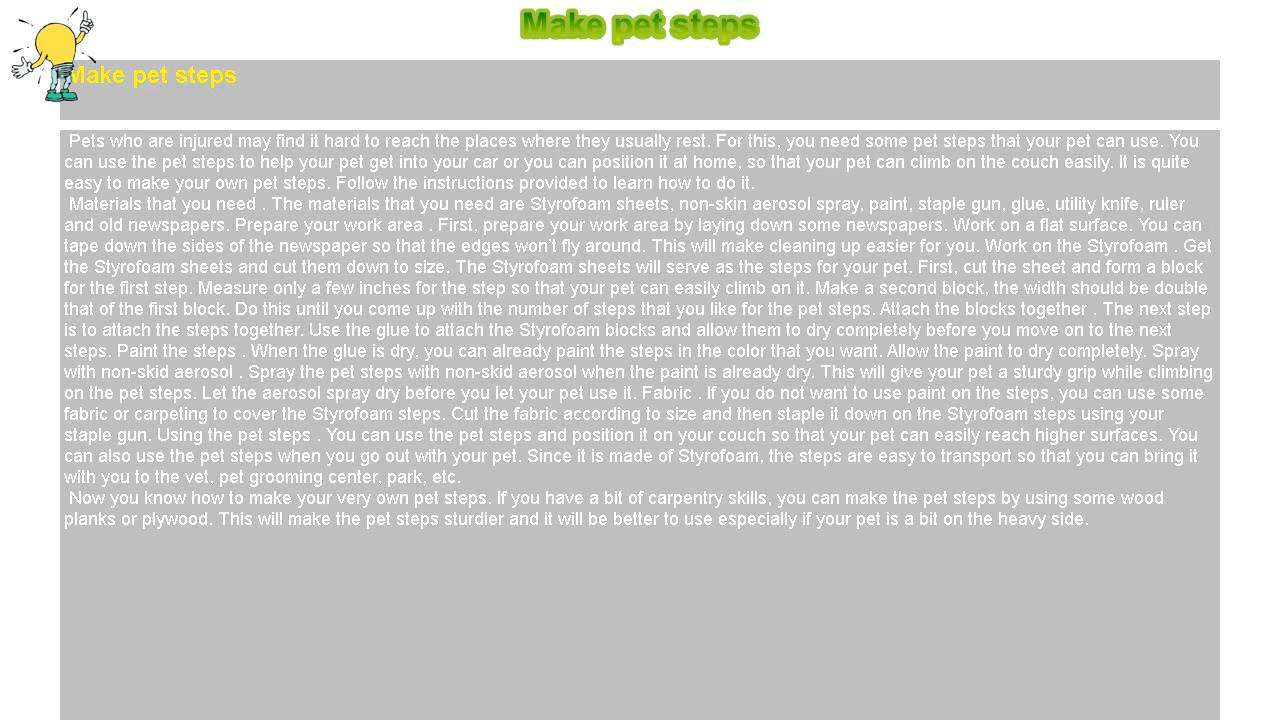 Make pet steps
Make pet steps
Pets who are injured may find it hard to reach the places where they usually rest. For this, you need some pet steps that your pet can use. You
can use the pet steps to help your pet get into your car or you can position it at home, so that your pet can climb on the couch easily. It is quite
easy to make your own pet steps. Follow the instructions provided to learn how to do it.
Materials that you need . The materials that you need are Styrofoam sheets, non-skin aerosol spray, paint, staple gun, glue, utility knife, ruler
and old newspapers. Prepare your work area . First, prepare your work area by laying down some newspapers. Work on a flat surface. You can
tape down the sides of the newspaper so that the edges won't fly around. This will make cleaning up easier for you. Work on the Styrofoam . Get
the Styrofoam sheets and cut them down to size. The Styrofoam sheets will serve as the steps for your pet. First, cut the sheet and form a block
for the first step. Measure only a few inches for the step so that your pet can easily climb on it. Make a second block, the width should be double
that of the first block. Do this until you come up with the number of steps that you like for the pet steps. Attach the blocks together . The next step
is to attach the steps together. Use the glue to attach the Styrofoam blocks and allow them to dry completely before you move on to the next
steps. Paint the steps . When the glue is dry, you can already paint the steps in the color that you want. Allow the paint to dry completely. Spray
with non-skid aerosol . Spray the pet steps with non-skid aerosol when the paint is already dry. This will give your pet a sturdy grip while climbing
on the pet steps. Let the aerosol spray dry before you let your pet use it. Fabric . If you do not want to use paint on the steps, you can use some
fabric or carpeting to cover the Styrofoam steps. Cut the fabric according to size and then staple it down on the Styrofoam steps using your
staple gun. Using the pet steps . You can use the pet steps and position it on your couch so that your pet can easily reach higher surfaces. You
can also use the pet steps when you go out with your pet. Since it is made of Styrofoam, the steps are easy to transport so that you can bring it
with you to the vet, pet grooming center, park, etc.
Now you know how to make your very own pet steps. If you have a bit of carpentry skills, you can make the pet steps by using some wood
planks or plywood. This will make the pet steps sturdier and it will be better to use especially if your pet is a bit on the heavy side.